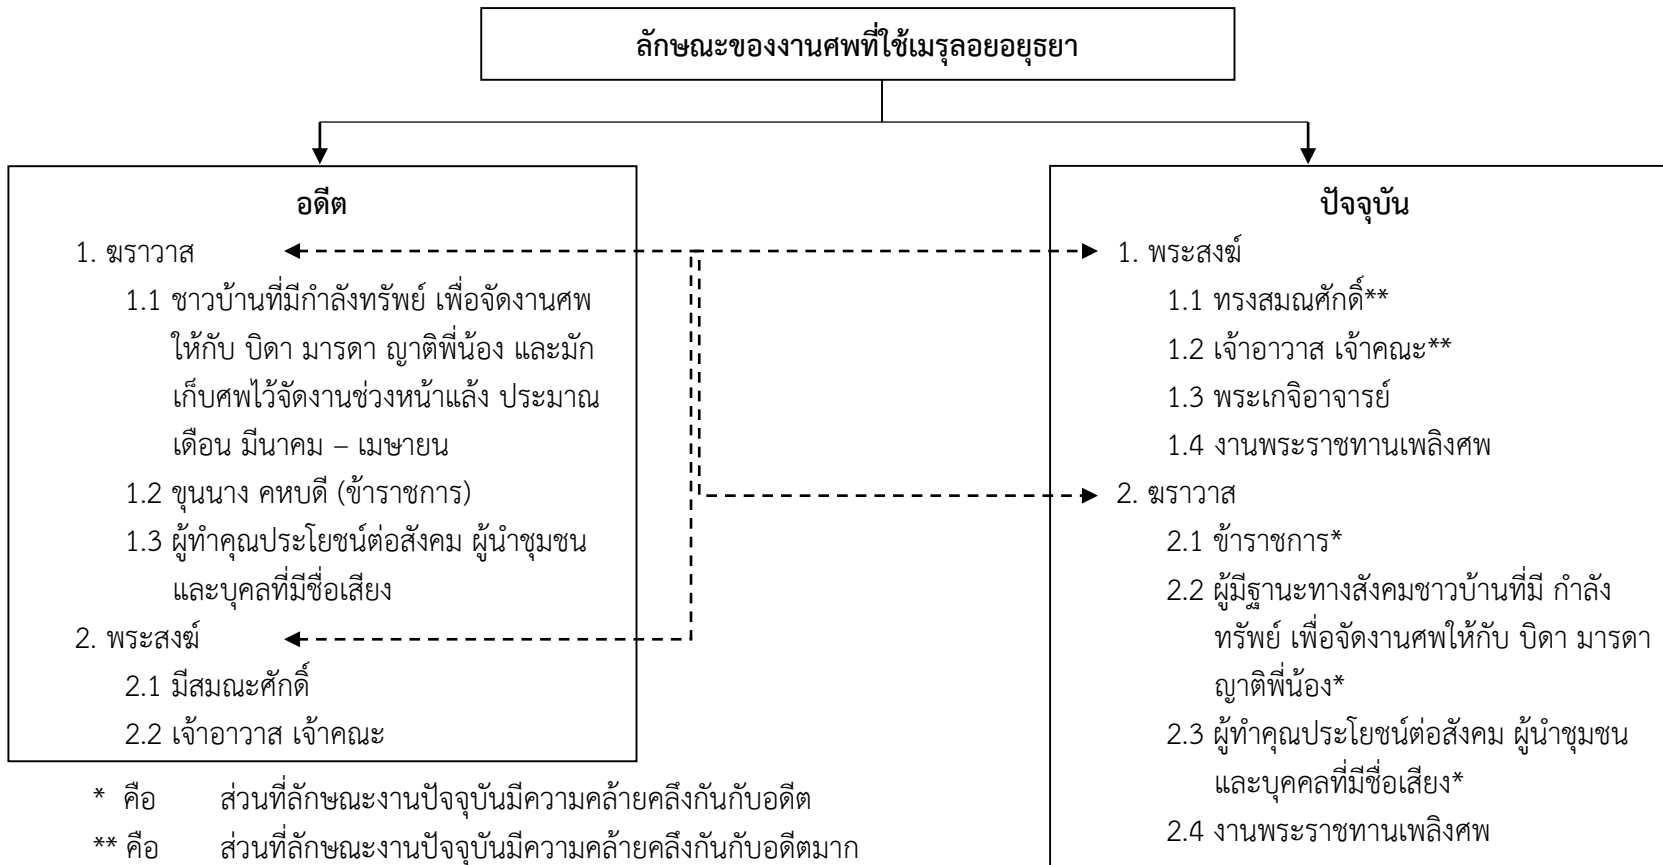 ลักษณะของงานศพที่ใช้เมรุลอยอยุธยา
อดีต
1. ฆราวาส
1.1 ชาวบ้านที่มีกำลังทรัพย์ เพื่อจัดงานศพ
ให้กับ บิดา มารดา ญาติพี่น้อง และมัก
เก็บศพไว้จัดงานช่วงหน้าแล้ง ประมาณ
เดือน มีนาคม – เมษายน
1.2 ขุนนาง คหบดี (ข้าราชการ)
1.3 ผู้ทำคุณประโยชน์ต่อสังคม ผู้นำชุมชน
และบุคลที่มีชื่อเสียง
2. พระสงฆ์
2.1 มีสมณะศักดิ์
2.2 เจ้าอาวาส เจ้าคณะ
ปัจจุบัน
1. พระสงฆ์
1.1 ทรงสมณศักดิ์**
1.2 เจ้าอาวาส เจ้าคณะ**
1.3 พระเกจิอาจารย์
1.4 งานพระราชทานเพลิงศพ
2. ฆราวาส
2.1 ข้าราชการ*
2.2 ผู้มีฐานะทางสังคมชาวบ้านที่มี กำลัง
ทรัพย์ เพื่อจัดงานศพให้กับ บิดา มารดา
ญาติพี่น้อง*
2.3 ผู้ทำคุณประโยชน์ต่อสังคม ผู้นำชุมชน
และบุคคลที่มีชื่อเสียง*
2.4 งานพระราชทานเพลิงศพ
* คือ ส่วนที่ลักษณะงานปัจจุบันมีความคล้ายคลึงกันกับอดีต
** คือ ส่วนที่ลักษณะงานปัจจุบันมีความคล้ายคลึงกันกับอดีตมาก